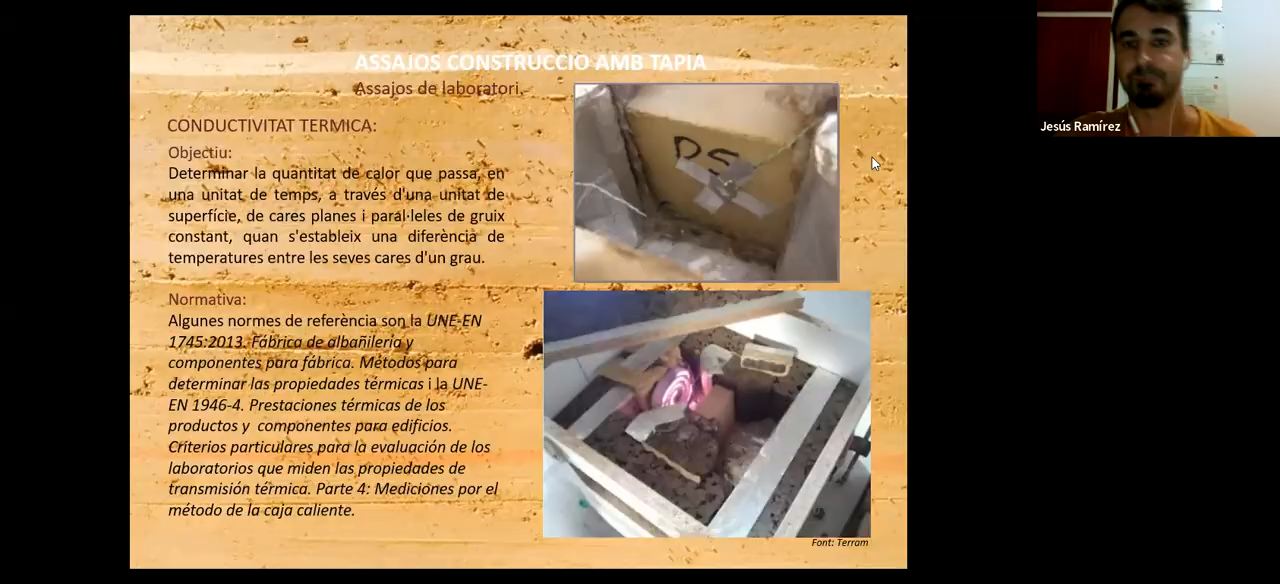 ASSAJOS CONSTRUCCIO AMB TAPIA
Assajos de laboratori.
CONDUCTIVITAT TERMICA:
Objectiu:
Determinar la quantitat de calor que passa, en
una unitat de temps, a través d'una unitat de
superfície, de cares planes i paral·leles de gruix
constant, quan s'estableix una diferència de
temperatures entre les seves cares d'un grau.
Normativa:
Algunes normes de referència son la UNE-EN
1745:2013. Fábrica de albañilería y
componentes para fábrica. Métodos para
determinar las propiedades térmicas i la UNE-
EN 1946-4. Prestaciones térmicas de los
productos y componentes para edificios.
Criterios particulares para la evaluación de los
laboratorios que miden las propiedades de
transmisión térmica. Parte 4: Mediciones por el
método de la caja caliente.
Font: Terram
Jesús Ramírez